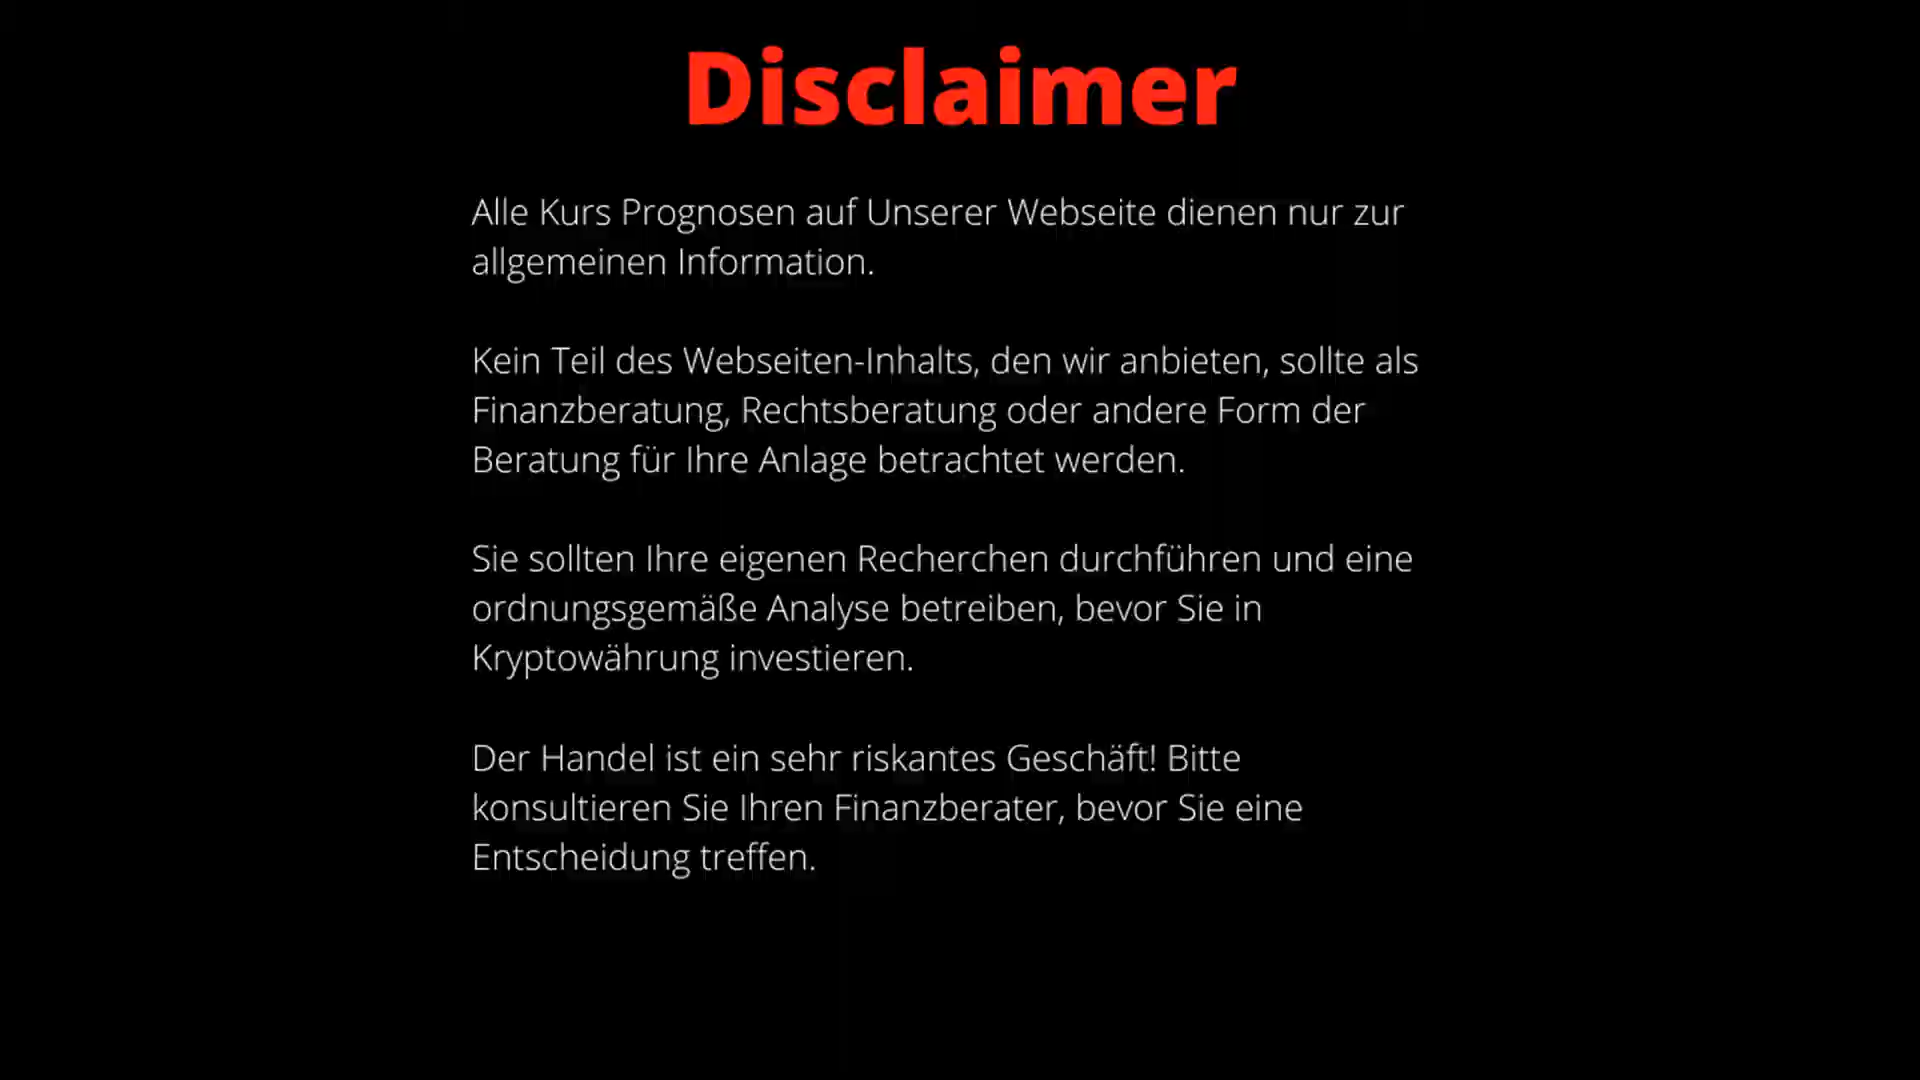 Disclaimer
Alle Kurs Prognosen auf Unserer Webseite dienen nur zur
allgemeinen Information.
Kein Teil des Webseiten-Inhalts, den wir anbieten, sollte als
Finanzberatung, Rechtsberatung oder andere Form der
Beratung für Ihre Anlage betrachtet werden.
Sie sollten Ihre eigenen Recherchen durchführen und eine
ordnungsgemäße Analyse betreiben, bevor Sie in
Kryptowährung investieren.
Der Handel ist ein sehr riskantes Geschäft! Bitte
konsultieren Sie Ihren Finanzberater, bevor Sie eine
Entscheidung treffen.